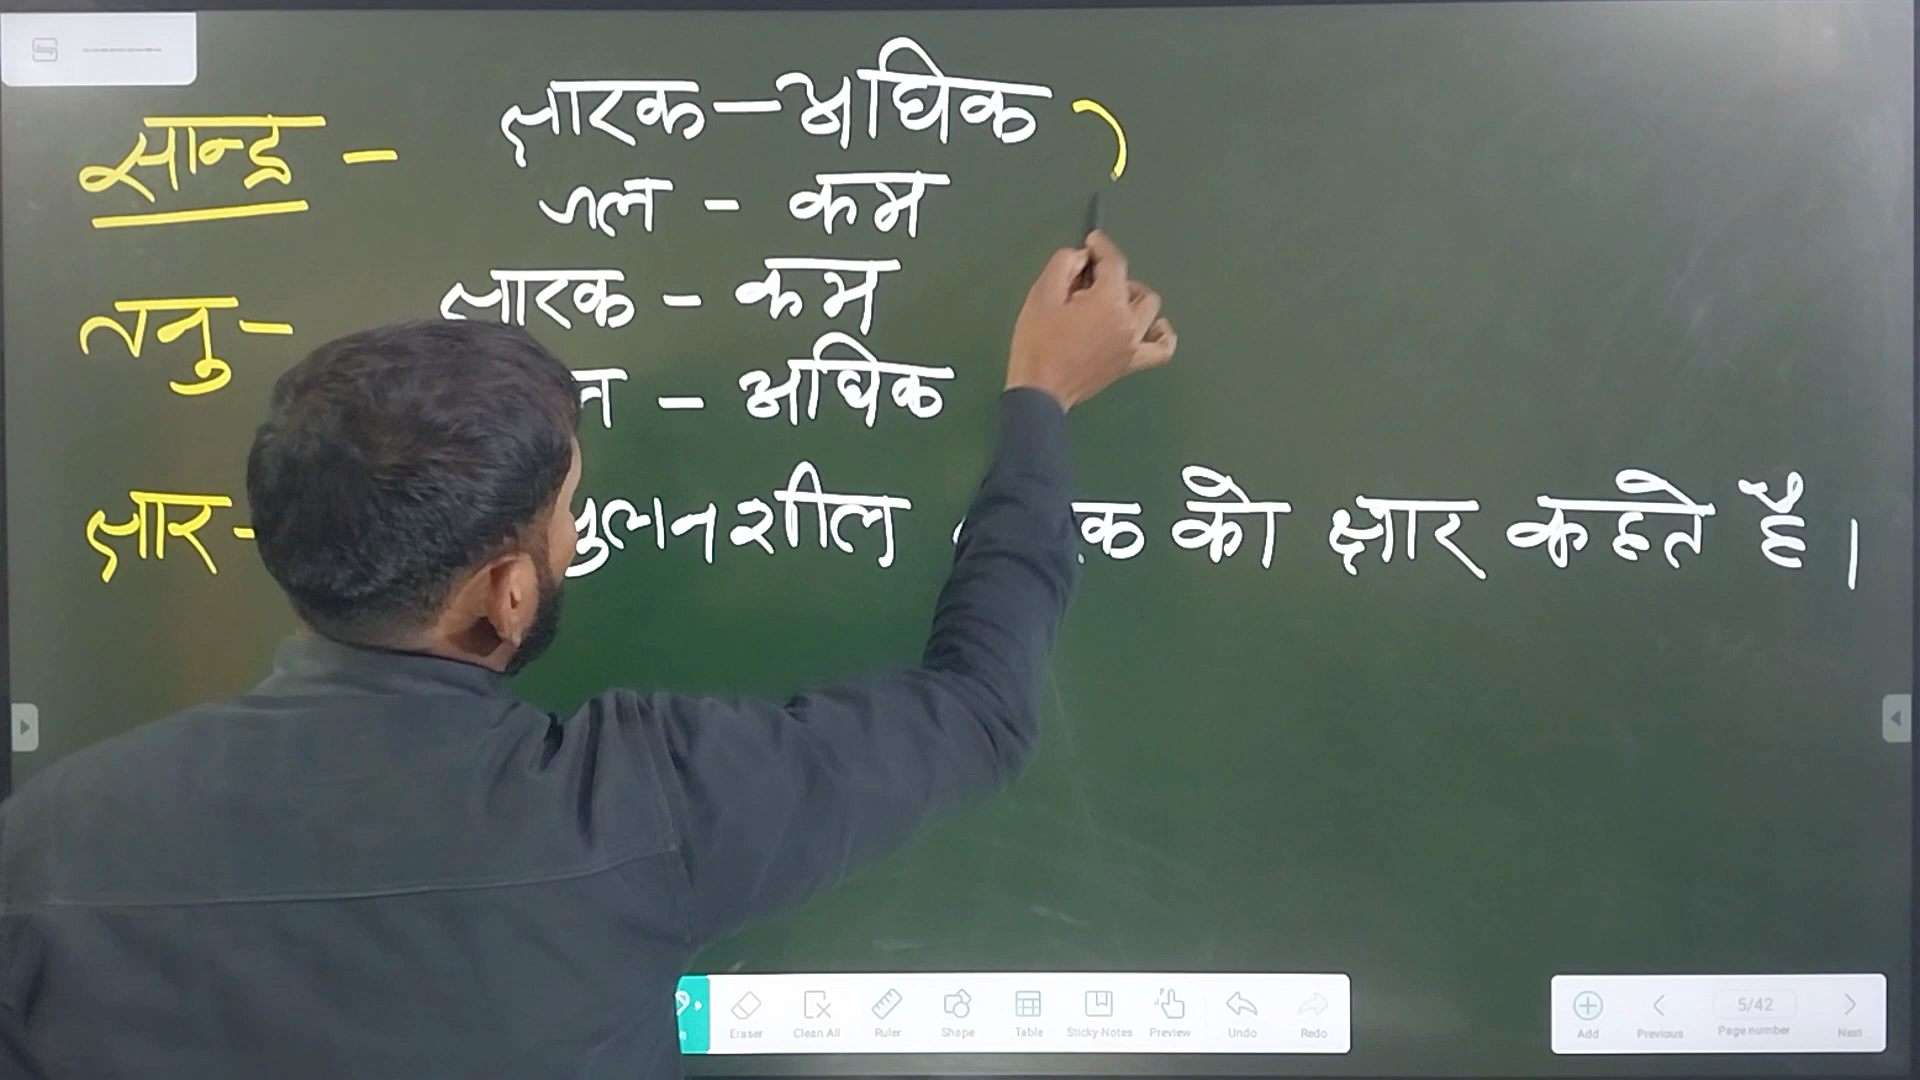 सान्द्र - क्षारक - अधिक
जल - कम
तनु - क्षारक - कम
- अधिक
क्षार - को क्षार कहते हैं।
Eraser Clean All Ruler Shape Table Sticky Notes Preview Undo Redo
Add Previous 5/42 Page number Next